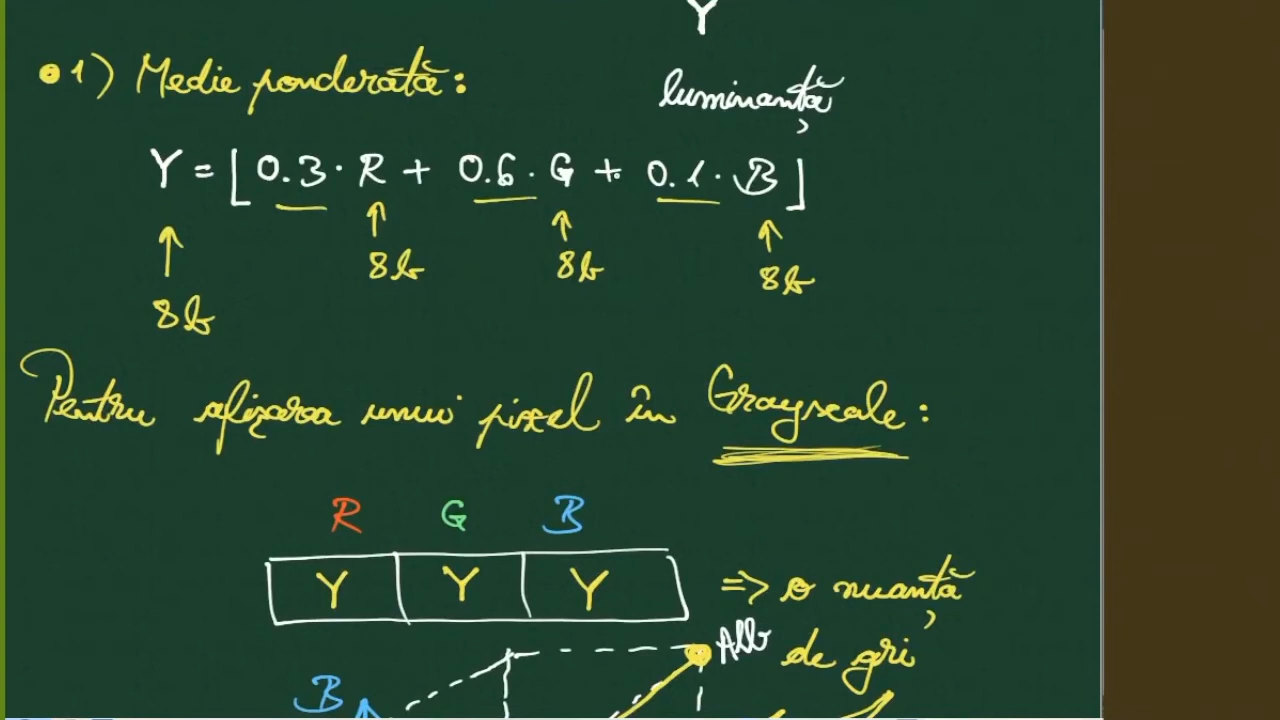 Y
luminanță
• 1) Medie ponderată:
Y = ⌊0.3 · R + 0.6 · G + 0.1 · B⌋
8b 8b 8b
8b
Pentru afișarea unui pixel în Grayscale:
R G B
Y Y Y => o nuanță
Alb de gri
B